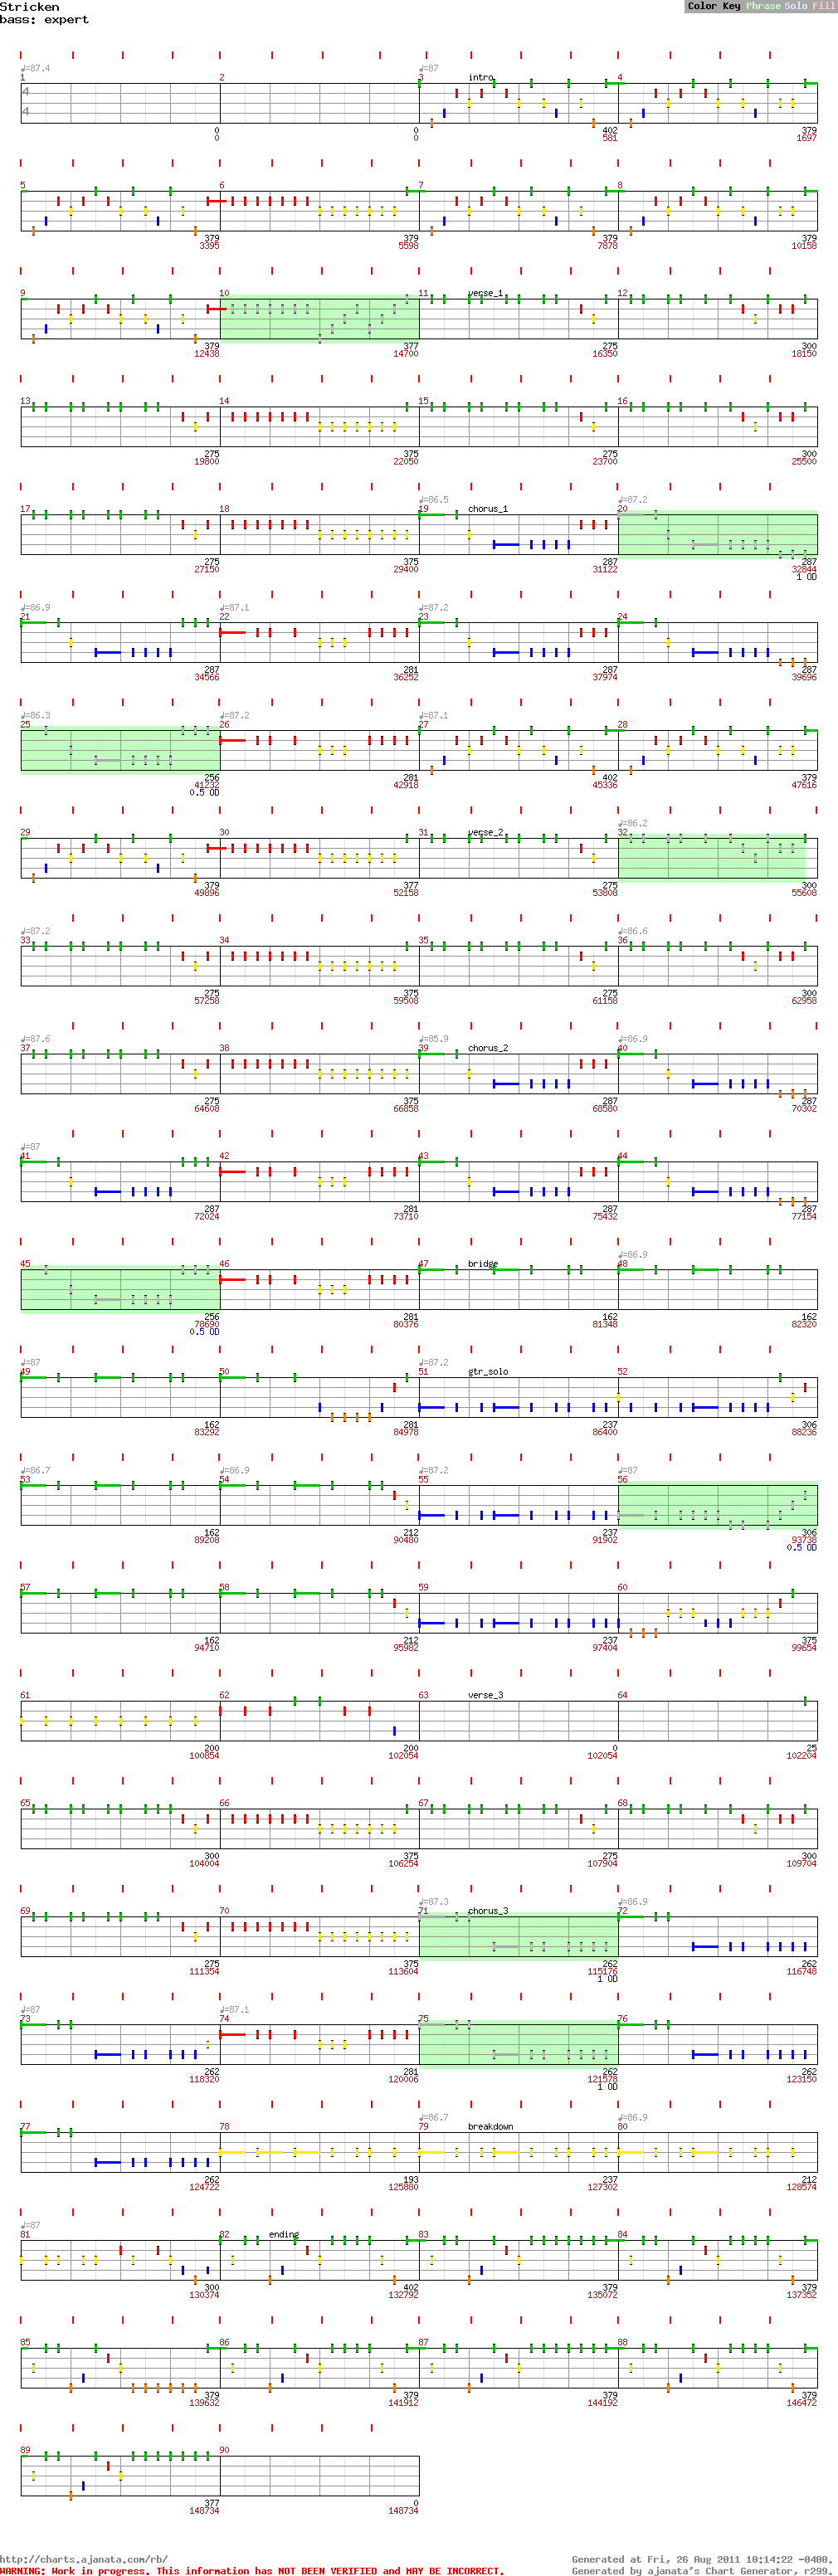 Stricken
Color Key Phrase Solo Fill
bass: expert
♩=87.4 ♩=87
1 2 3 intro 4
4
4
0 0 402 379
0 0 581 1697
5 6 7 8
379 379 379 379
3395 5598 7878 10158
9 10 11 verse_1 12
379 377 275 300
12438 14700 16350 18150
13 14 15 16
275 375 275 300
19800 22050 23700 25500
♩=86.5 ♩=87.2
17 18 19 chorus_1 20
275 375 287 287
27150 29400 31122 32844
1 OD
♩=86.9 ♩=87.1 ♩=87.2
21 22 23 24
287 281 287 287
34566 36252 37974 39696
♩=86.3 ♩=87.2 ♩=87.1
25 26 27 28
256 281 402 379
41232 42918 45336 47616
0.5 OD
♩=86.2
29 30 31 verse_2 32
379 377 275 300
49896 52158 53808 55608
♩=87.2 ♩=86.6
33 34 35 36
275 375 275 300
57258 59508 61158 62958
♩=87.6 ♩=85.9 ♩=86.9
37 38 39 chorus_2 40
275 375 287 287
64608 66858 68580 70302
♩=87
41 42 43 44
287 281 287 287
72024 73710 75432 77154
♩=86.9
45 46 47 bridge 48
256 281 162 162
78690 80376 81348 82320
0.5 OD
♩=87 ♩=87.2
49 50 51 gtr_solo 52
162 281 237 306
83292 84978 86400 88236
♩=86.7 ♩=86.9 ♩=87.2 ♩=87
53 54 55 56
162 212 237 306
89208 90480 91902 93738
0.5 OD
57 58 59 60
162 212 237 375
94710 95982 97404 99654
61 62 63 verse_3 64
200 200 0 25
100854 102054 102054 102204
65 66 67 68
300 375 275 300
104004 106254 107904 109704
♩=87.3 ♩=86.9
69 70 71 chorus_3 72
275 375 262 262
111354 113604 115176 116748
1 OD
♩=87 ♩=87.1
73 74 75 76
262 281 262 262
118320 120006 121578 123150
1 OD
♩=86.7 ♩=86.9
77 78 79 breakdown 80
262 193 237 212
124722 125880 127302 128574
♩=87
81 82 ending 83 84
300 402 379 379
130374 132792 135072 137352
85 86 87 88
379 379 379 379
139632 141912 144192 146472
89 90
377 0
148734 148734
http://charts.ajanata.com/rb/ Generated at Fri, 26 Aug 2011 10:14:22 -0400.
WARNING: Work in progress. This information has NOT BEEN VERIFIED and MAY BE INCORRECT. Generated by ajanata's Chart Generator, r299.